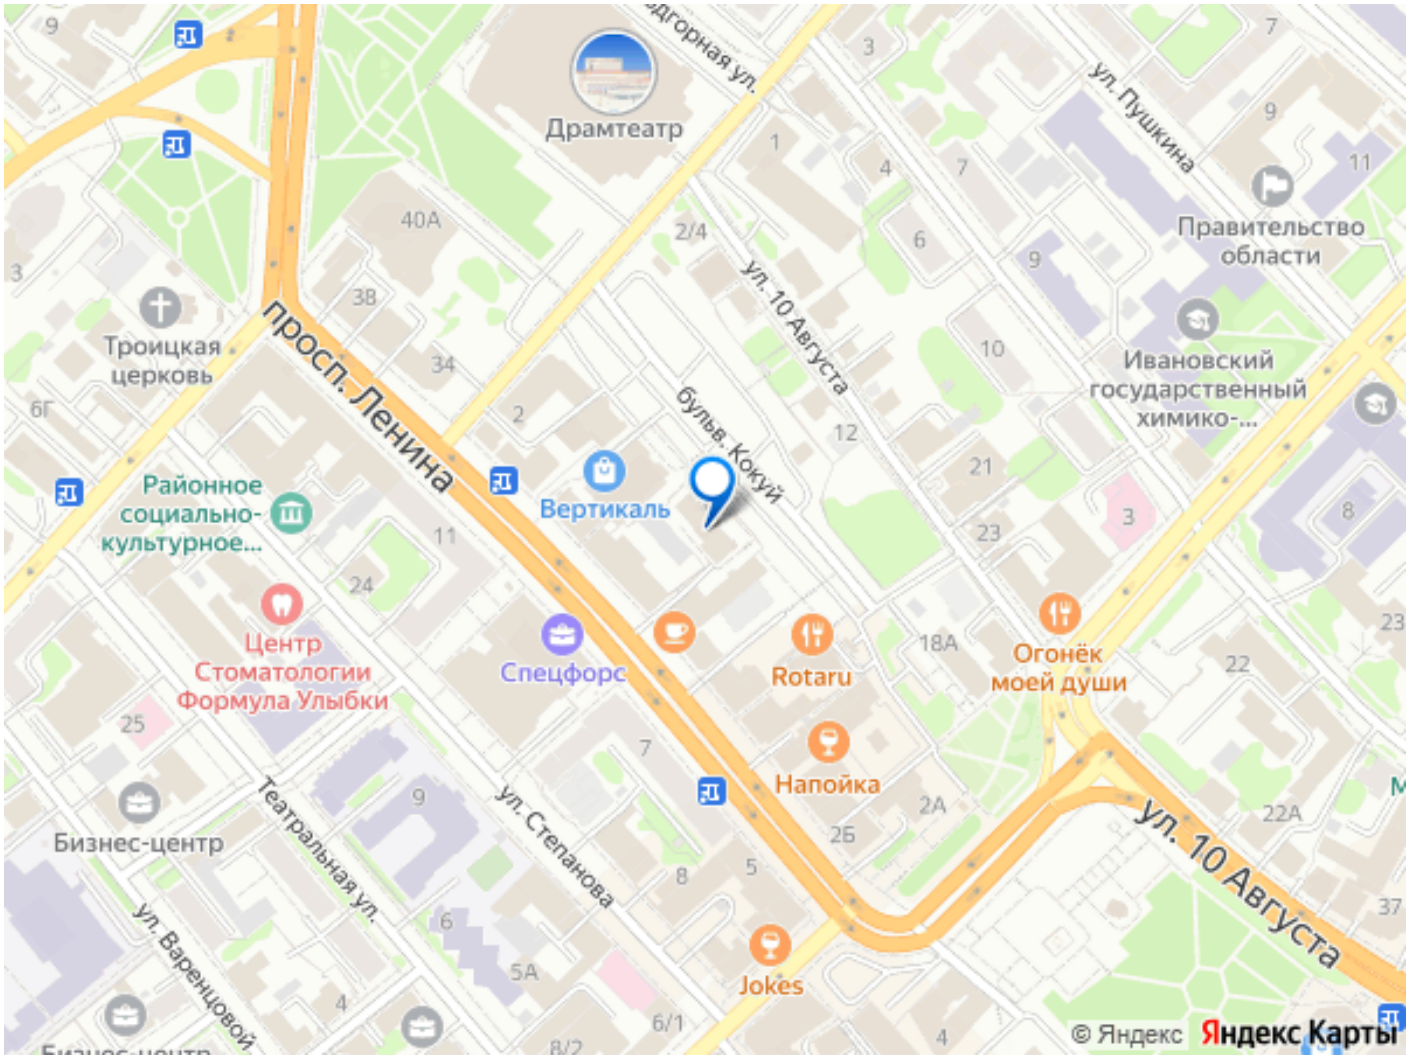 9
2
дгорная ул.
3
7
ул. Пушкина
9
Драмтеатр
1
4
7
11
40А
2/4
6
9
Правительство
области
3
38
ул. 10 Августа
Троицкая
церковь
просп. Ленина
34
10
Ивановский
государственный
химико-...
6Г
2
бульв. Кокуй
12
21
Районное
социально-
культурное...
Вертикаль
11
23
3
8
24
Центр
Стоматологии
Формула Улыбки
Спецфорс
Rotaru
18А
Огонёк
моей души
23
22
25
7
Напойка
9
ул. Степанова
Театральная ул.
Бизнес-центр
2А
2Б
22А
М
ул. 10 Августа
5
8
37
ул. Варенцовой
6
5А
Jokes
4
6/1
8/2
4
Бизнес-центр
© Яндекс Яндекс Карты